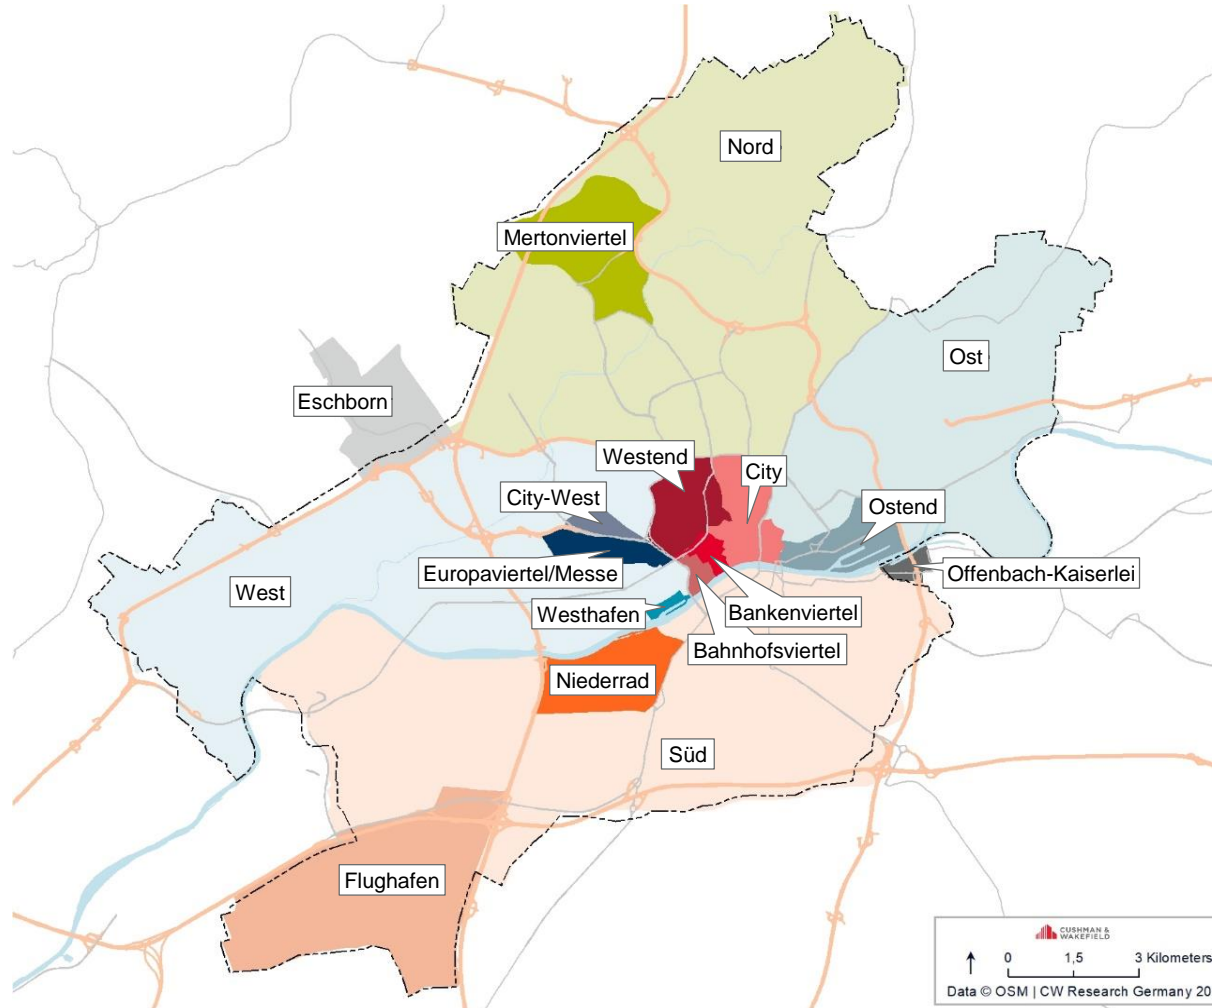 Nord
Mertonviertel
Ost
Eschborn
Westend
City
City-West
Ostend
Europaviertel/Messe
Offenbach-Kaiserlei
West
Westhafen
Bankenviertel
Bahnhofsviertel
Niederrad
Süd
Flughafen
CUSHMAN &
WAKEFIELD
0 1,5 3 Kilometers
Data © OSM | CW Research Germany 20